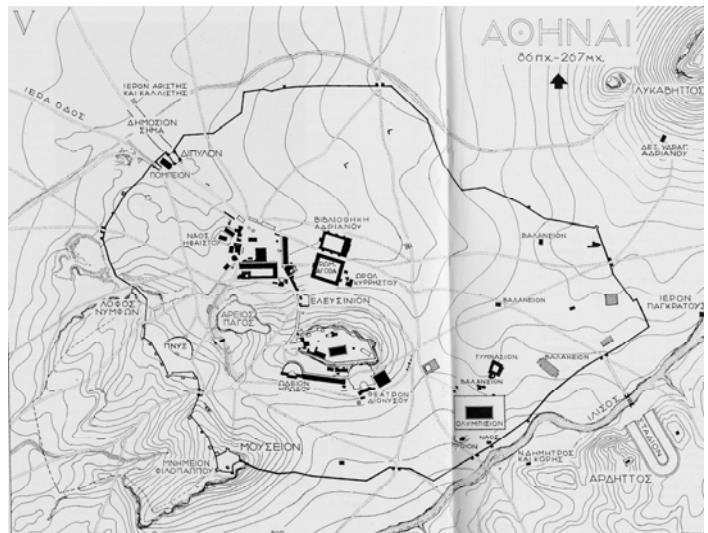 V
ΑΘΗΝΑΙ
86 π.χ. - 267 μ.χ.
ΙΕΡΟΝ ΑΡΙΣΤΗΣ
ΚΑΙ ΚΑΛΛΙΣΤΗΣ
ΙΕΡΑ ΟΔΟΣ
ΔΗΜΟΣΙΟΝ
ΣΗΜΑ
ΔΙΠΥΛΟΝ
ΠΟΜΠΕΙΟΝ
ΛΥΚΑΒΗΤΤΟΣ
ΔΕΞ. ΥΔΡΑΓ.
ΑΔΡΙΑΝΟΥ
ΝΑΟΣ
ΗΦΑΙΣΤΟΥ
ΒΙΒΛΙΟΘΗΚΗ
ΑΔΡΙΑΝΟΥ
ΒΑΛΑΝΕΙΟΝ
ΑΓΟΡΑ
ΩΡΟΛ.
ΚΥΡΡΗΣΤΟΥ
ΕΛΕΥΣΙΝΙΟΝ
ΒΑΛΑΝΕΙΟΝ
ΙΕΡΟΝ
ΠΑΓΚΡΑΤΟΥΣ
ΛΟΦΟΣ
ΝΥΜΦΩΝ
ΑΡΕΙΟΣ
ΠΑΓΟΣ
ΠΝΥΞ
ΓΥΜΝΑΣΙΟΝ
ΒΑΛΑΝΕΙΟΝ
ΒΑΛΑΝΕΙΟΝ
ΩΔΕΙΟΝ
ΗΡΩΔΟΥ
ΘΕΑΤΡΟΝ
ΔΙΟΝΥΣΟΥ
ΙΛΙΣΟΣ
ΟΛΥΜΠΙΕΙΟΝ
ΣΤΑΔΙΟΝ
ΜΟΥΣΕΙΟΝ
ΝΑΟΣ
Ν. ΔΗΜΗΤΡΟΣ
ΚΑΙ ΚΟΡΗΣ
ΜΝΗΜΕΙΟΝ
ΦΙΛΟΠΑΠΠΟΥ
ΑΡΔΗΤΤΟΣ